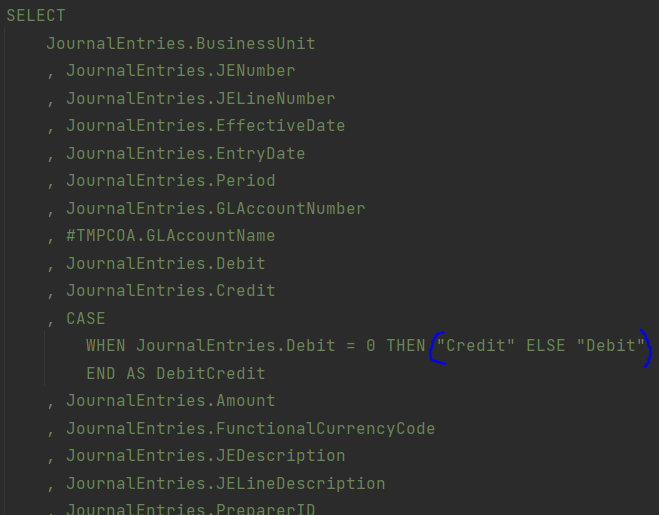 SELECT
JournalEntries.BusinessUnit
, JournalEntries.JENumber
, JournalEntries.JELineNumber
, JournalEntries.EffectiveDate
, JournalEntries.EntryDate
, JournalEntries.Period
, JournalEntries.GLAccountNumber
, #TMPCOA.GLAccountName
, JournalEntries.Debit
, JournalEntries.Credit
, CASE
WHEN JournalEntries.Debit = 0 THEN "Credit" ELSE "Debit"
END AS DebitCredit
, JournalEntries.Amount
, JournalEntries.FunctionalCurrencyCode
, JournalEntries.JEDescription
, JournalEntries.JELineDescription
, JournalEntries.PreparerID